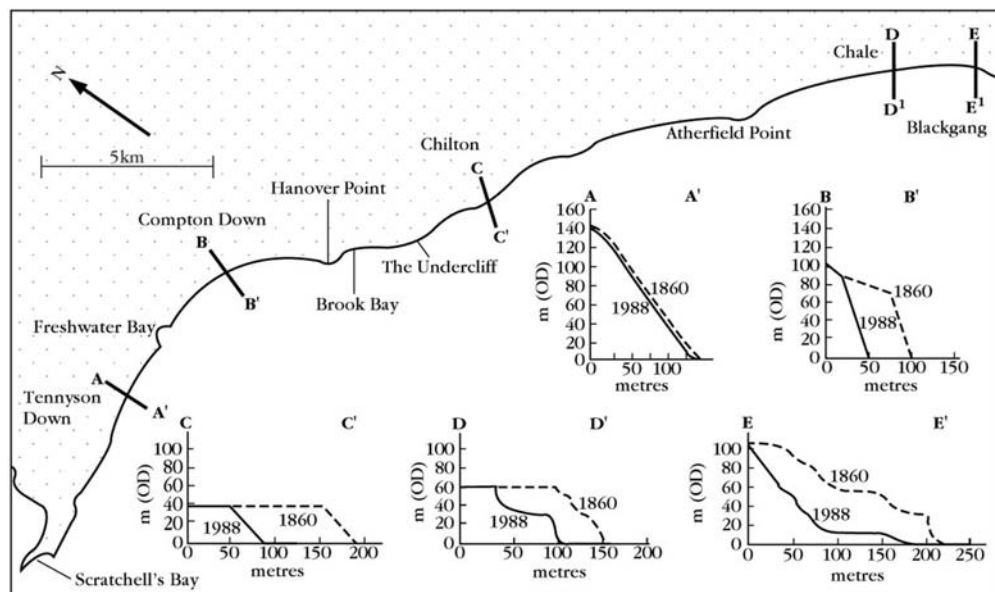 D
E
Chale
N
D¹
E¹
Blackgang
Atherfield Point
5km
Chilton
C
C'
Hanover Point
Compton Down
B
B'
The Undercliff
Brook Bay
Freshwater Bay
A
Tennyson
Down
A'
Scratchell's Bay
A A'
160
140
120
100
80
60
40
20
0
m (OD)
1860
1988
0 50 100
metres
B B'
160
140
120
100
80
60
40
20
0
m (OD)
1860
1988
0 50 100 150
metres
C C'
100
80
60
40
20
0
m (OD)
1988 1860
0 50 100 150 200
metres
D D'
100
80
60
40
20
0
m (OD)
1860
1988
0 50 100 150 200
metres
E E'
100
80
60
40
20
0
m (OD)
1860
1988
0 50 100 150 200 250
metres